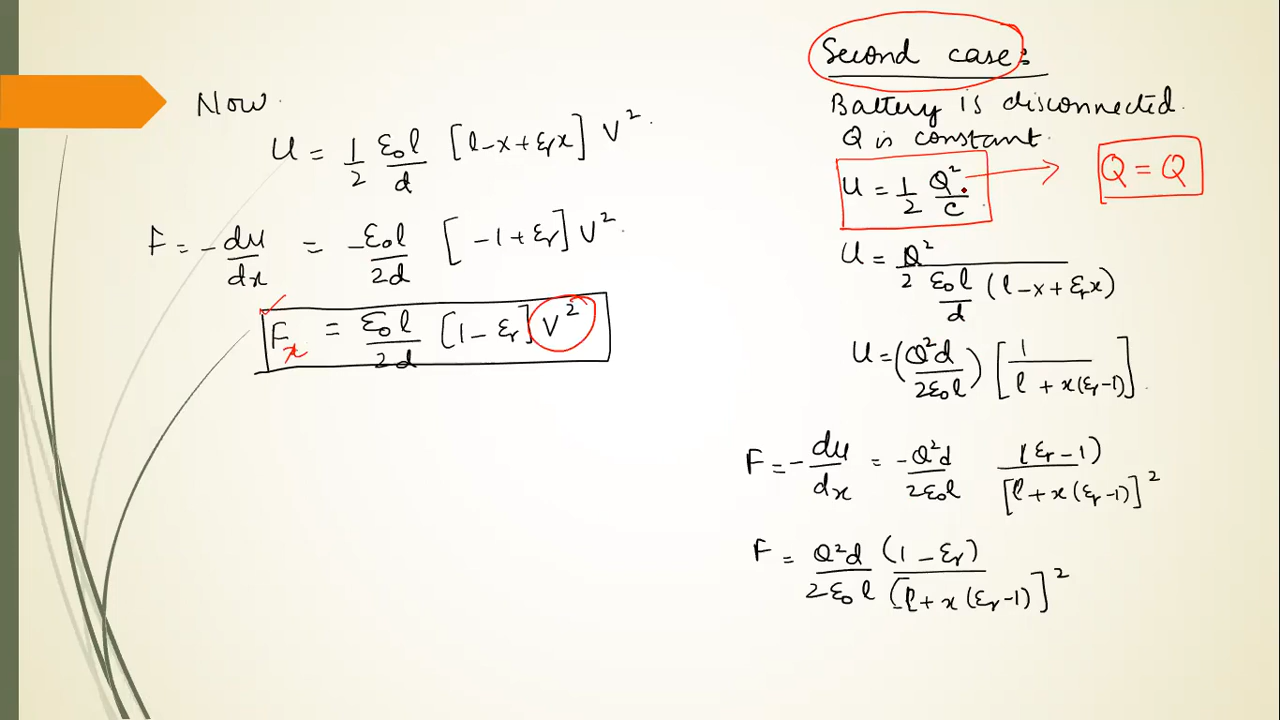 Now
U = 1/2 ε₀l/d [l-x+εᵣx] V²
F = -du/dx = -ε₀l/2d [-1+εᵣ] V²
Fₓ = ε₀l/2d [1-εᵣ] V²
Second case:
Battery is disconnected.
Q is constant.
U = 1/2 Q²/C → Q = Q
U = Q²/(2 ε₀l/d (l-x+εᵣx))
U = (Q²d/2ε₀l) [1/(l + x(εᵣ-1))]
F = -du/dx = -Q²d/2ε₀l (εᵣ-1)/[l+x(εᵣ-1)]²
F = Q²d/2ε₀l (1-εᵣ)/[l+x(εᵣ-1)]²